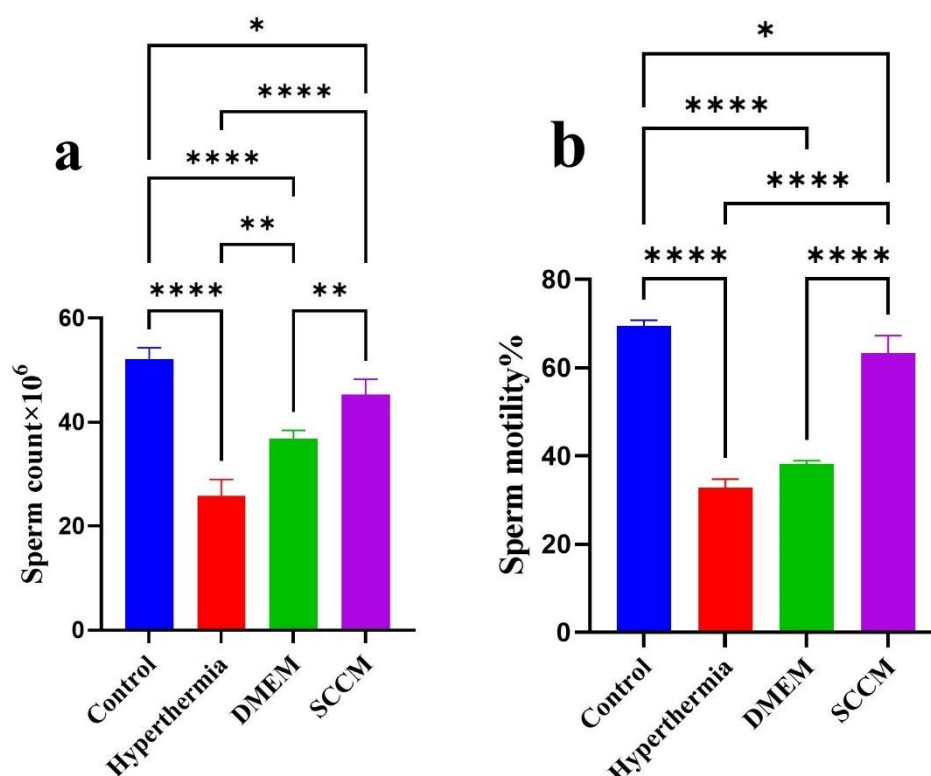 a
*
****
****
**
****
**
Sperm count×10⁶
60
40
20
0
Control
Hyperthermia
DMEM
SCCM
b
*
****
****
****
****
Sperm motility%
80
60
40
20
0
Control
Hyperthermia
DMEM
SCCM